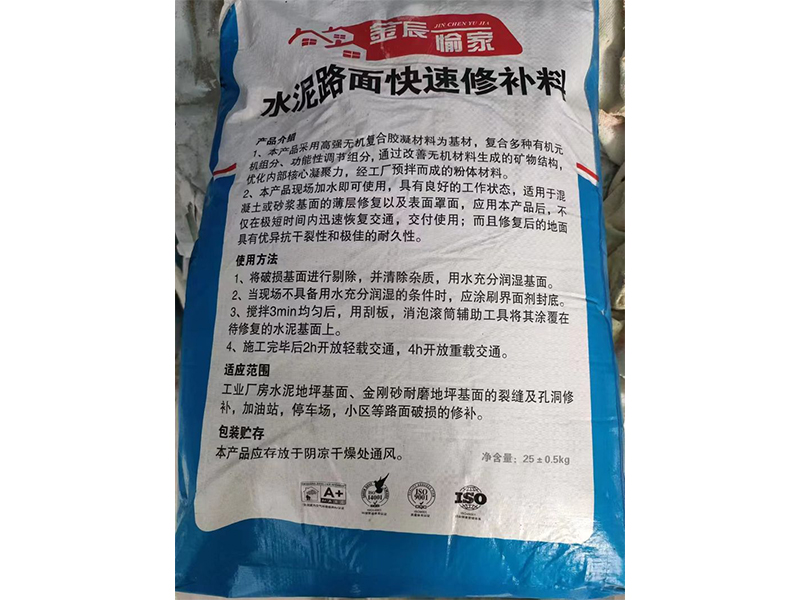 金辰
JIN CHEN YU JIA
愉家
水泥路面快速修补料
产品介绍
1、本产品采用高强无机复合胶凝材料为基材，复合多种有机元
机组分、功能性调节组分，通过改善无机材料生成的矿物结构，
优化内部核心凝聚力，经工厂预拌而成的粉体材料。
2、本产品现场加水即可使用，具有良好的工作状态，适用于混
凝土或砂浆基面的薄层修复以及表面罩面，应用本产品后，不
仅在极短时间内迅速恢复交通，交付使用；而且修复后的地面
具有优异抗干裂性和极佳的耐久性。
使用方法
1、将破损基面进行剔除，并清除杂质，用水充分润湿基面。
2、当现场不具备用水充分润湿的条件时，应涂刷界面剂封底。
3、搅拌3min均匀后，用刮板，消泡滚筒辅助工具将其涂覆在
待修复的水泥基面上。
4、施工完毕后2h开放轻载交通，4h开放重载交通。
适应范围
工业厂房水泥地坪基面、金刚砂耐磨地坪基面的裂缝及孔洞修
补，加油站，停车场，小区等路面破损的修补。
包装贮存
本产品应存放于阴凉干燥处通风。
净含量：25±0.5kg
A+
ISO
14001
ISO
9001
ISO